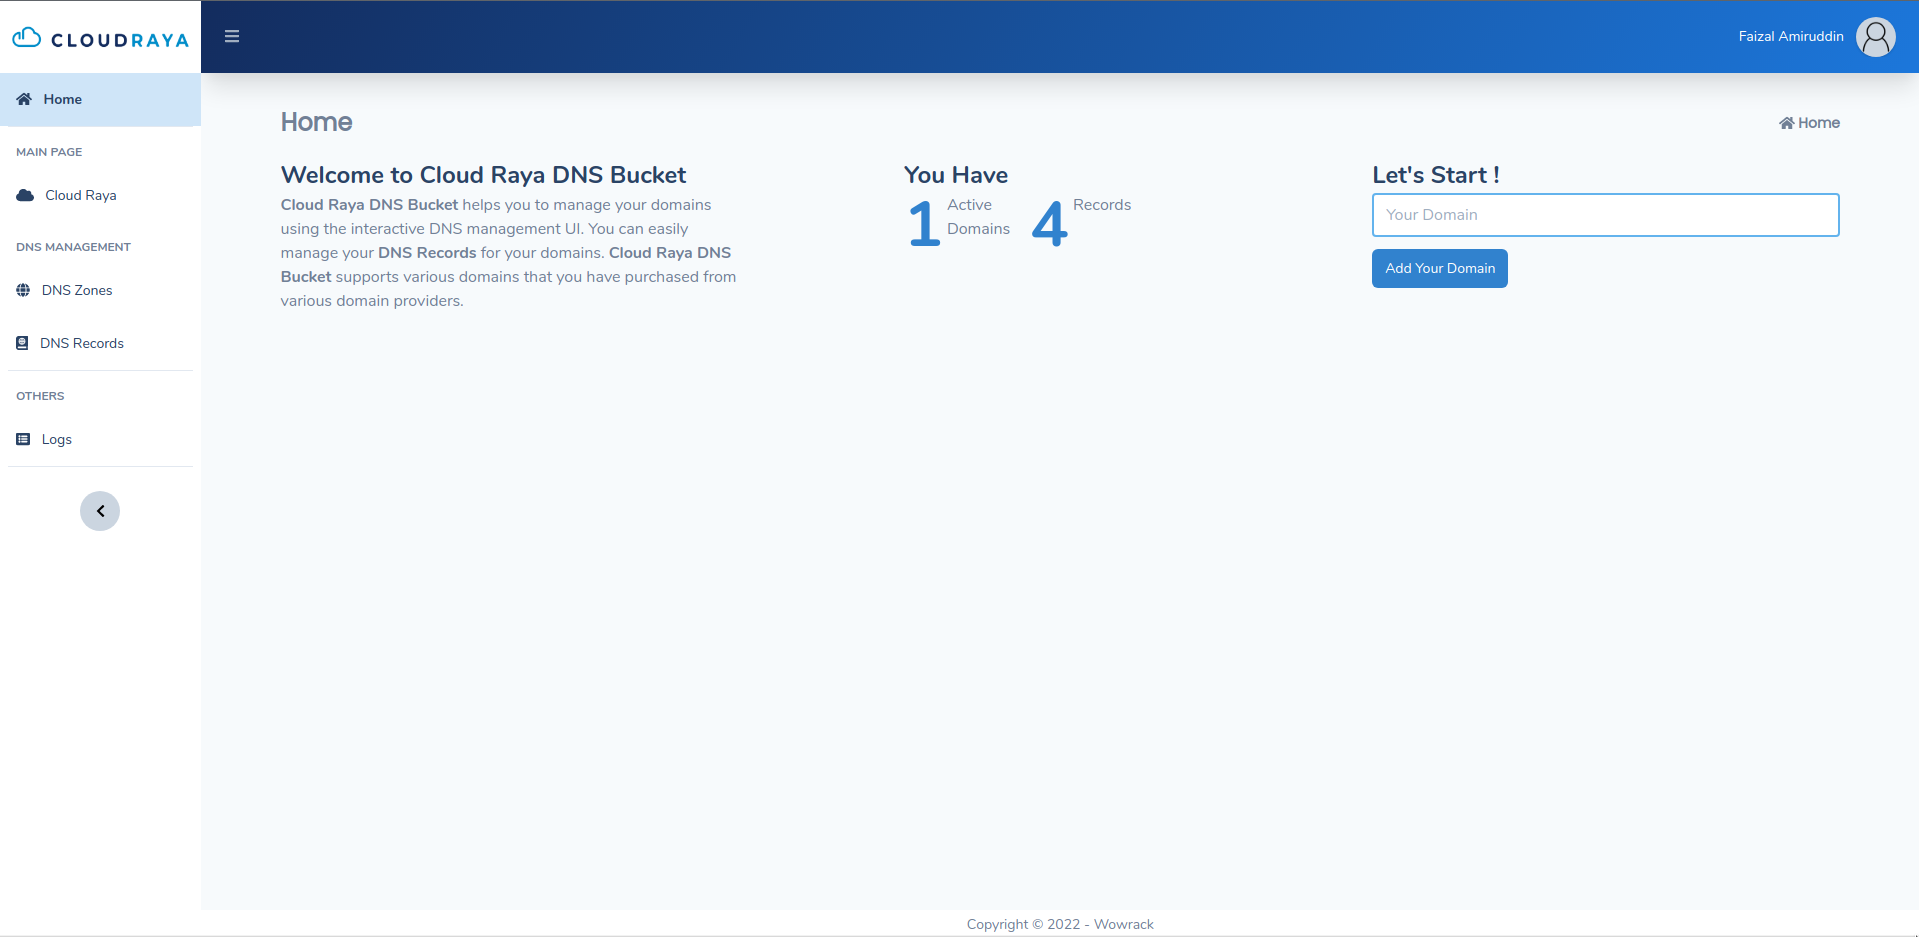 CLOUDRAYA
Faizal Amiruddin
Home
MAIN PAGE
Cloud Raya
DNS MANAGEMENT
DNS Zones
DNS Records
OTHERS
Logs
Home
Home
Welcome to Cloud Raya DNS Bucket
Cloud Raya DNS Bucket helps you to manage your domains
using the interactive DNS management UI. You can easily
manage your DNS Records for your domains. Cloud Raya DNS
Bucket supports various domains that you have purchased from
various domain providers.
You Have
1 Active
Domains
4 Records
Let's Start !
Your Domain
Add Your Domain
Copyright © 2022 - Wowrack